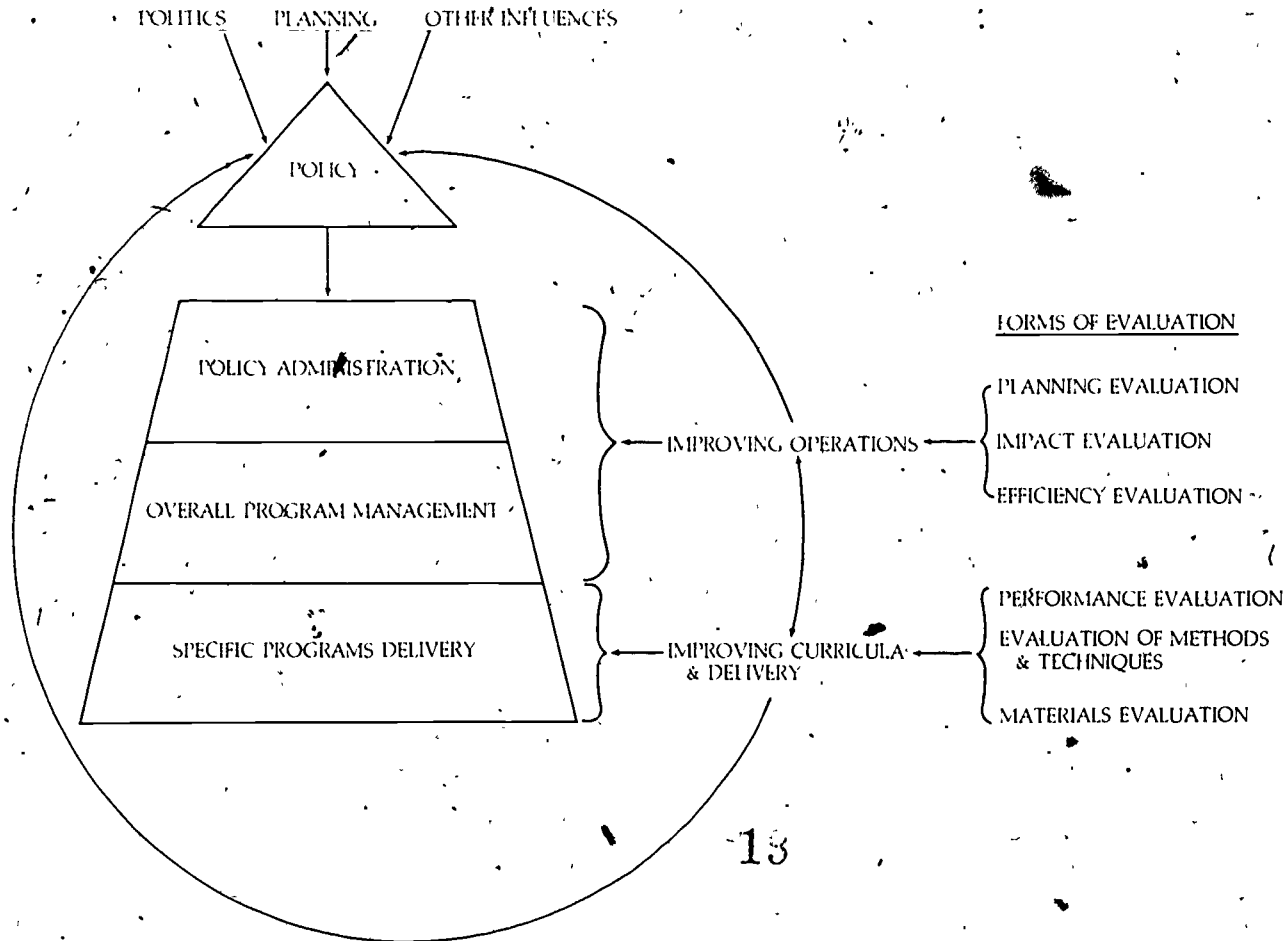 POLITICS PLANNING OTHER INFLUENCES
POLICY
POLICY ADMINISTRATION
OVERALL PROGRAM MANAGEMENT
SPECIFIC PROGRAMS DELIVERY
IMPROVING OPERATIONS
IMPROVING CURRICULA
& DELIVERY
FORMS OF EVALUATION
PLANNING EVALUATION
IMPACT EVALUATION
EFFICIENCY EVALUATION
PERFORMANCE EVALUATION
EVALUATION OF METHODS
& TECHNIQUES
MATERIALS EVALUATION